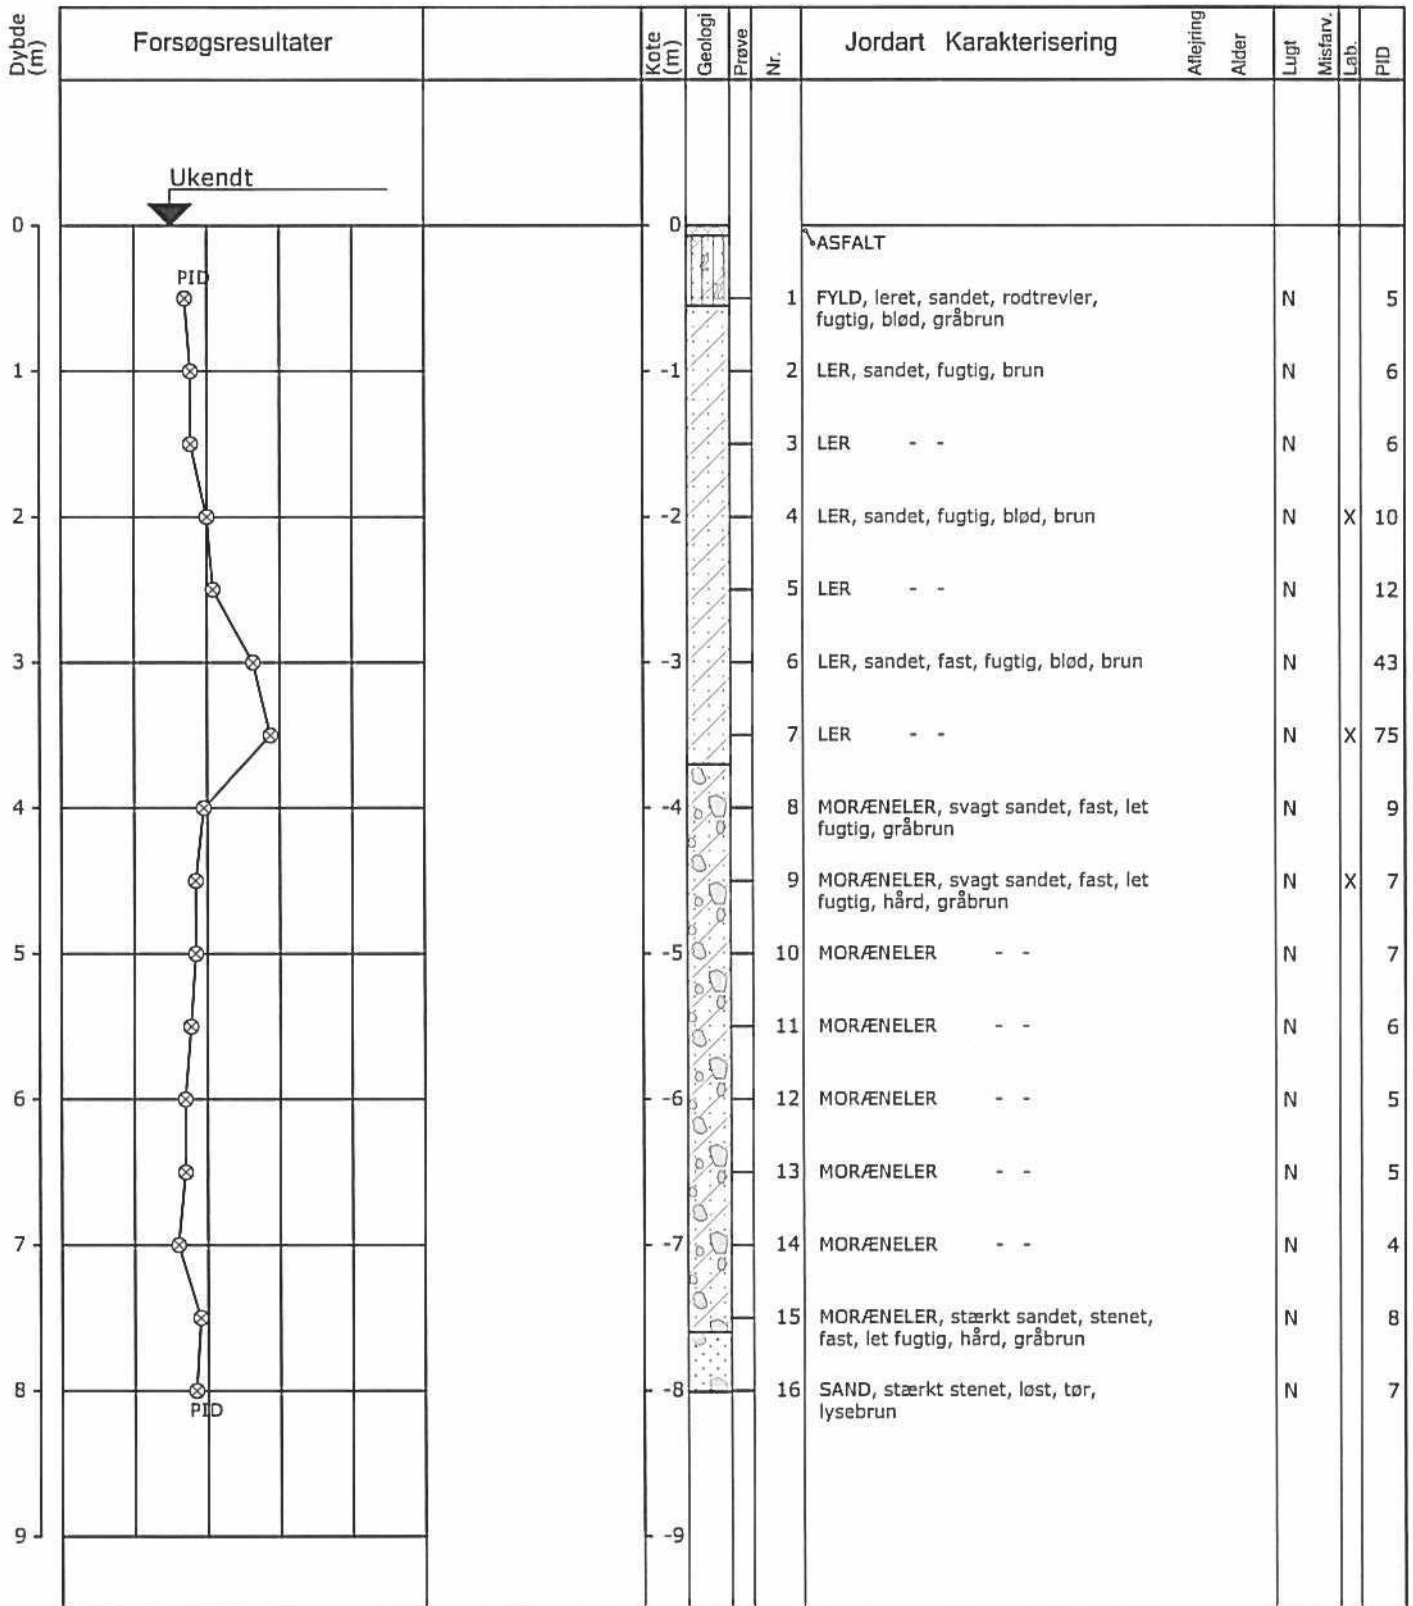 Dybde (m)
Forsøgsresultater
Kote (m)
Geologi
Prøve
Nr.
Jordart Karakterisering
Aflejring
Alder
Lugt
Misfarv.
Lab.
PID
Ukendt
0 0
ASFALT
PID
1 FYLD, leret, sandet, rodtrevler, N 5
fugtig, blød, gråbrun
1 -1 2 LER, sandet, fugtig, brun N 6
3 LER - - N 6
2 -2 4 LER, sandet, fugtig, blød, brun N X 10
5 LER - - N 12
3 -3 6 LER, sandet, fast, fugtig, blød, brun N 43
7 LER - - N X 75
4 -4 8 MORÆNELER, svagt sandet, fast, let N 9
fugtig, gråbrun
9 MORÆNELER, svagt sandet, fast, let N X 7
fugtig, hård, gråbrun
5 -5 10 MORÆNELER - - N 7
11 MORÆNELER - - N 6
6 -6 12 MORÆNELER - - N 5
13 MORÆNELER - - N 5
7 -7 14 MORÆNELER - - N 4
15 MORÆNELER, stærkt sandet, stenet, N 8
fast, let fugtig, hård, gråbrun
8 -8 16 SAND, stærkt stenet, løst, tør, N 7
lysebrun
PID
9 -9